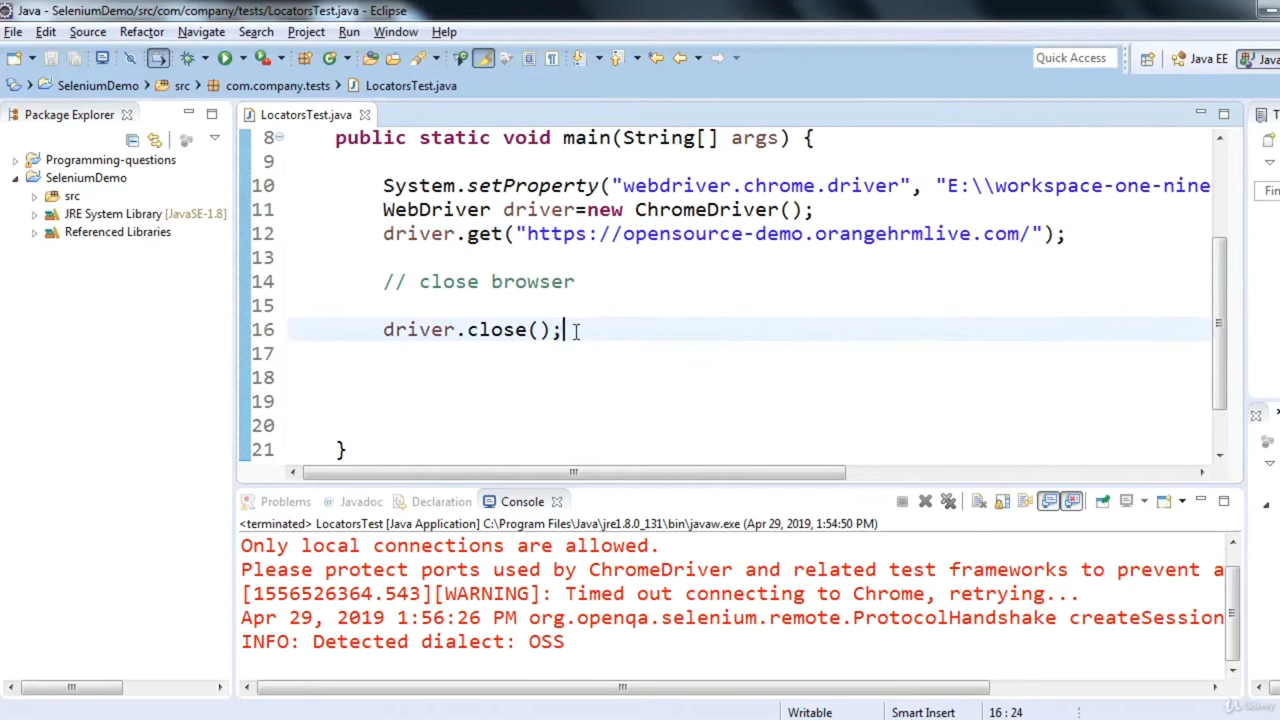 Java - SeleniumDemo/src/com/company/tests/LocatorsTest.java - Eclipse
File Edit Source Refactor Navigate Search Project Run Window Help
Quick Access
Java EE
Java
SeleniumDemo src com.company.tests LocatorsTest.java
Package Explorer
Programming-questions
SeleniumDemo
src
JRE System Library [JavaSE-1.8]
Referenced Libraries
LocatorsTest.java
8 public static void main(String[] args) {
9
10 System.setProperty("webdriver.chrome.driver", "E:\\workspace-one-nine
11 WebDriver driver=new ChromeDriver();
12 driver.get("https://opensource-demo.orangehrmlive.com/");
13
14 // close browser
15
16 driver.close();
17
18
19
20
21 }
T
Fin
Problems @ Javadoc Declaration Console
<terminated> LocatorsTest [Java Application] C:\Program Files\Java\jre1.8.0_131\bin\javaw.exe (Apr 29, 2019, 1:54:50 PM)
Only local connections are allowed.
Please protect ports used by ChromeDriver and related test frameworks to prevent a
[1556526364.543][WARNING]: Timed out connecting to Chrome, retrying...
Apr 29, 2019 1:56:26 PM org.openqa.selenium.remote.ProtocolHandshake createSession
INFO: Detected dialect: OSS
Writable Smart Insert 16 : 24
Udemy